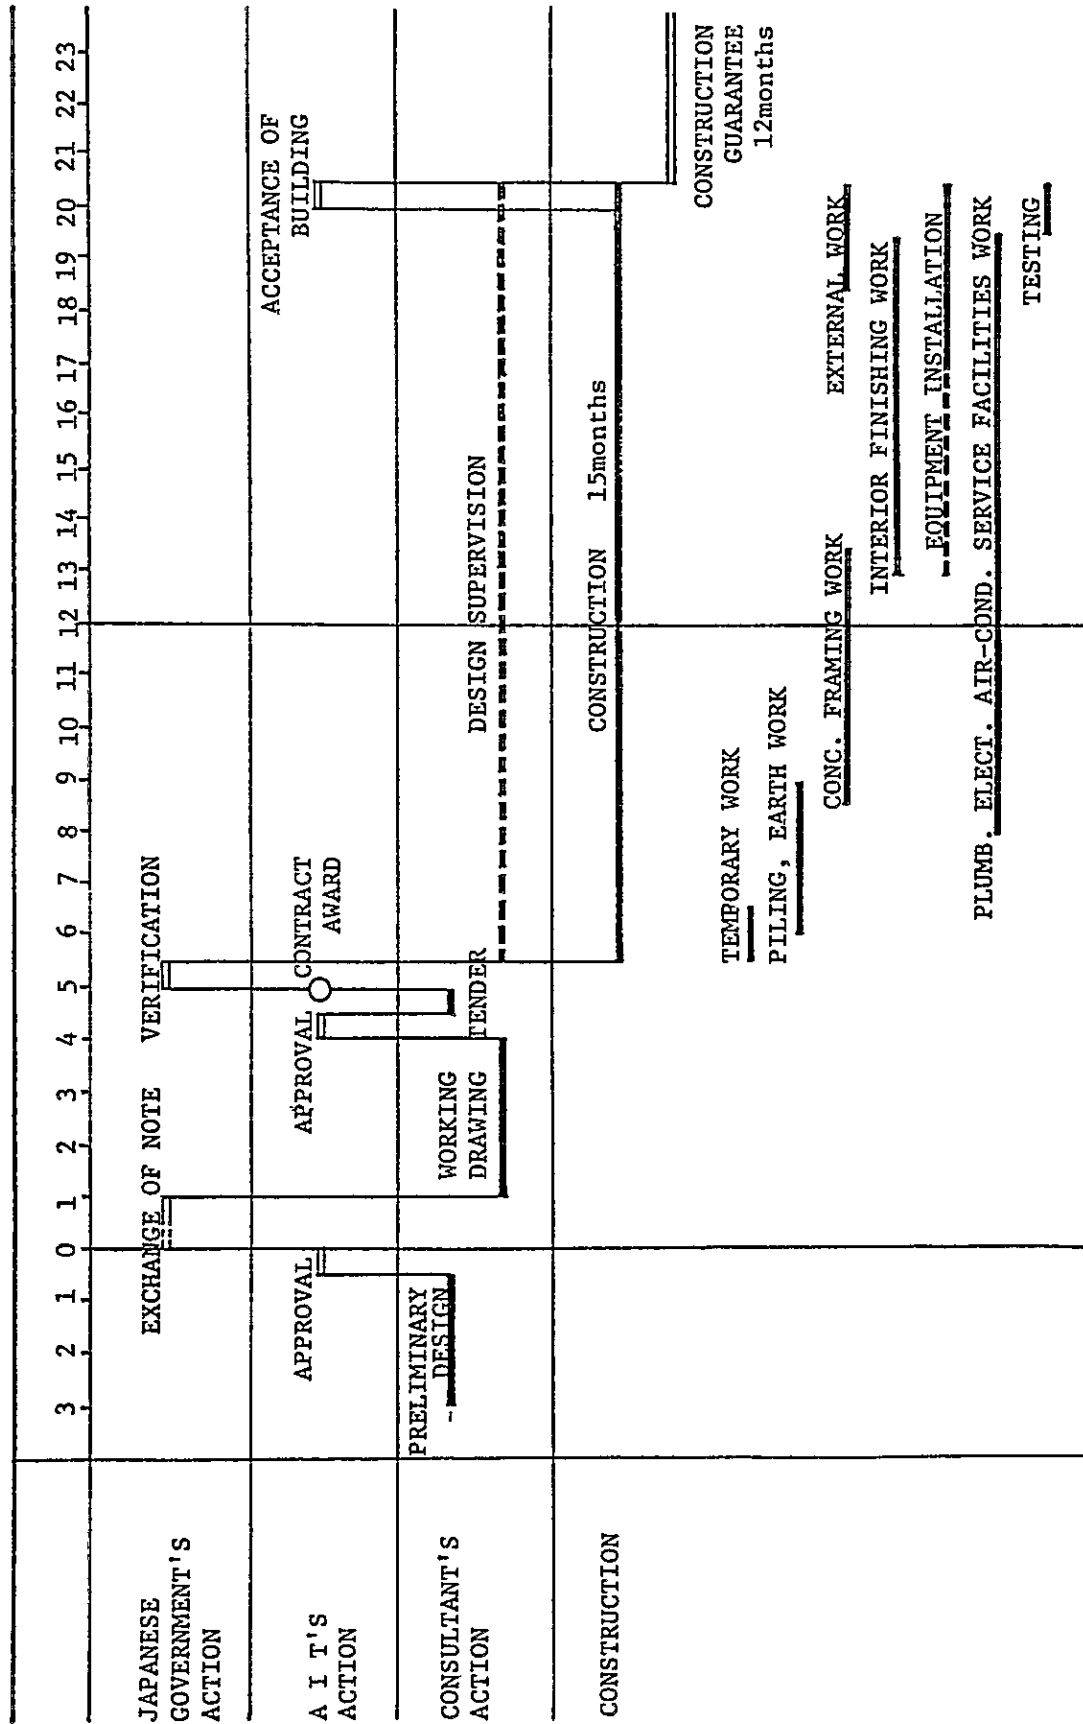 3 2 1 0 1 2 3 4 5 6 7 8 9 10 11 12 13 14 15 16 17 18 19 20 21 22 23
JAPANESE
GOVERNMENT'S
ACTION
EXCHANGE OF NOTE
VERIFICATION
A I T'S
ACTION
APPROVAL
APPROVAL
CONTRACT
AWARD
ACCEPTANCE OF
BUILDING
CONSULTANT'S
ACTION
PRELIMINARY
DESIGN
WORKING
DRAWING
TENDER
DESIGN SUPERVISION
CONSTRUCTION
CONSTRUCTION 15months
CONSTRUCTION
GUARANTEE
12months
TEMPORARY WORK
PILING, EARTH WORK
CONC. FRAMING WORK
EXTERNAL WORK
INTERIOR FINISHING WORK
EQUIPMENT INSTALLATION
PLUMB. ELECT. AIR-COND. SERVICE FACILITIES WORK
TESTING